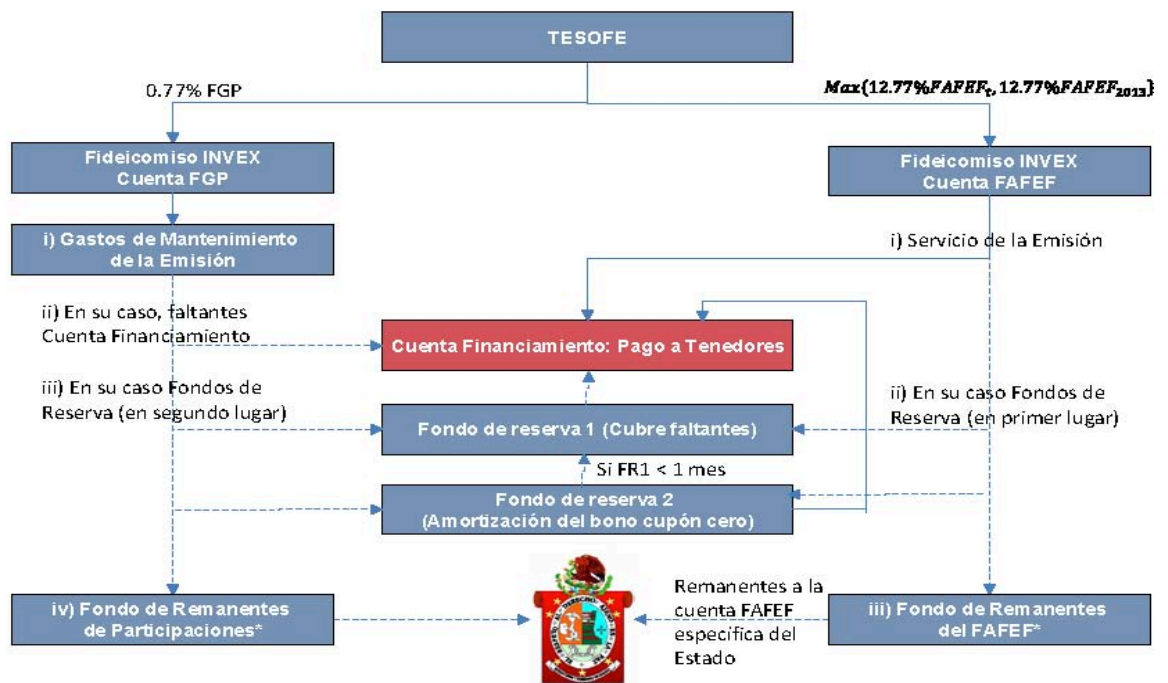 TESOFE
0.77% FGP
Max{12.77%FAFEFt, 12.77%FAFEF2013}
Fideicomiso INVEX
Cuenta FGP
Fideicomiso INVEX
Cuenta FAFEF
i) Gastos de Mantenimiento
de la Emisión
i) Servicio de la Emisión
ii) En su caso, faltantes
Cuenta Financiamiento
Cuenta Financiamiento: Pago a Tenedores
iii) En su caso Fondos de
Reserva (en segundo lugar)
ii) En su caso Fondos de
Reserva (en primer lugar)
Fondo de reserva 1 (Cubre faltantes)
Si FR1 < 1 mes
Fondo de reserva 2
(Amortización del bono cupón cero)
iv) Fondo de Remanentes
de Participaciones*
Remanentes a la
cuenta FAFEF
específica del
Estado
iii) Fondo de Remanentes
del FAFEF*